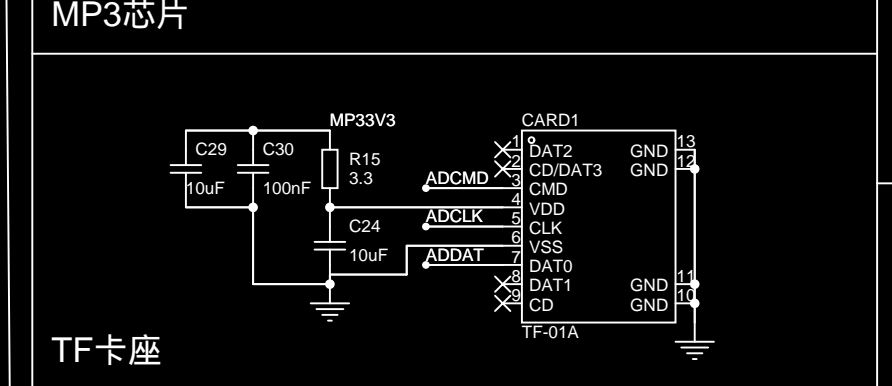 MP3芯片
MP33V3
CARD1
C29
C30
R15
3.3
10uF
100nF
C24
10uF
ADCMD
ADCLK
ADDAT
1 DAT2
2 CD/DAT3
3 CMD
4 VDD
5 CLK
6 VSS
7 DAT0
8 DAT1
9 CD
GND 13
GND 12
GND 11
GND 10
TF-01A
TF卡座